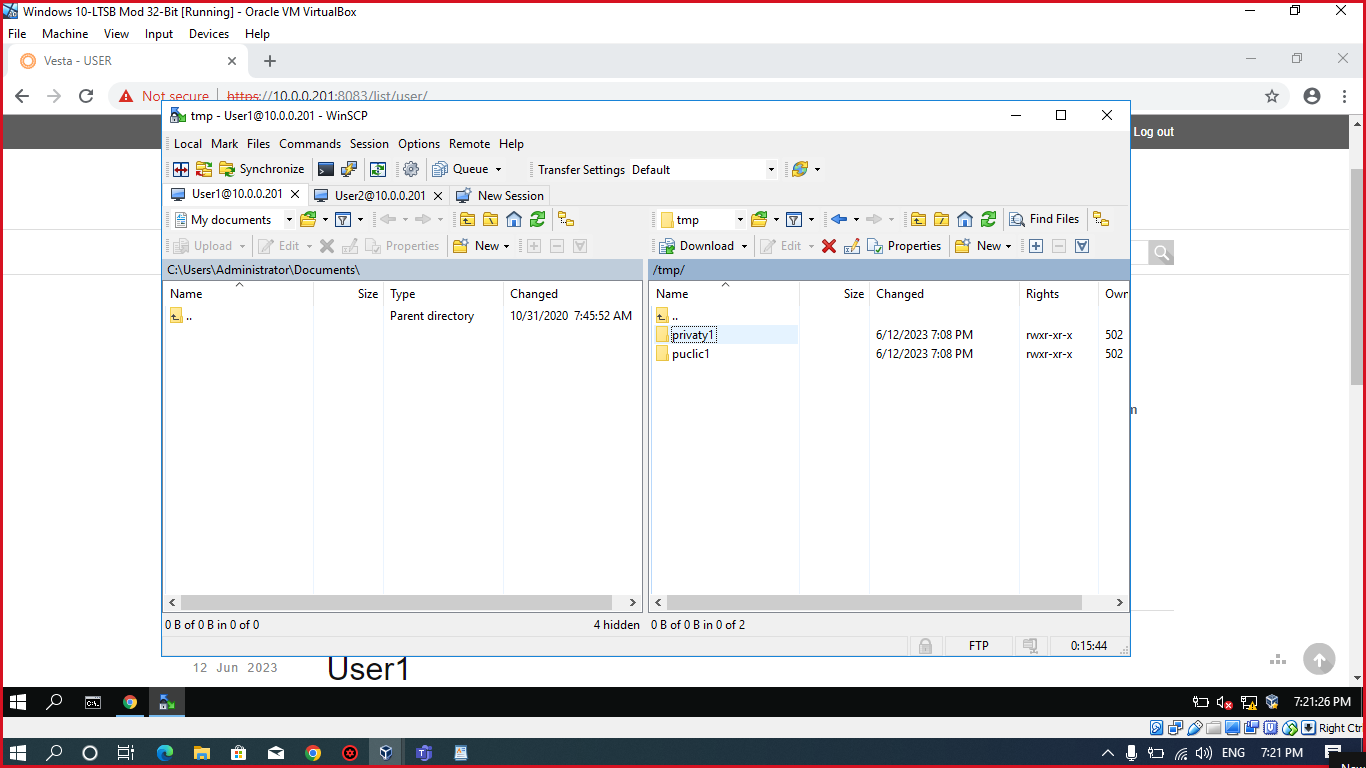 Windows 10-LTSB Mod 32-Bit [Running] - Oracle VM VirtualBox
File Machine View Input Devices Help
Vesta - USER
Not secure https://10.0.0.201:8083/list/user/
tmp - User1@10.0.0.201 - WinSCP
Log out
Local Mark Files Commands Session Options Remote Help
Synchronize Queue Transfer Settings Default
User1@10.0.0.201 User2@10.0.0.201 New Session
My documents tmp Find Files
Upload Edit Properties New Download Edit Properties New
C:\Users\Administrator\Documents\ /tmp/
Name Size Type Changed Name Size Changed Rights Own
.. Parent directory 10/31/2020 7:45:52 AM ..
privaty1 6/12/2023 7:08 PM rwxr-xr-x 502
puclic1 6/12/2023 7:08 PM rwxr-xr-x 502
0 B of 0 B in 0 of 0 4 hidden 0 B of 0 B in 0 of 2
FTP 0:15:44
12 Jun 2023 User1
7:21:26 PM
Right Ctrl
ENG 7:21 PM